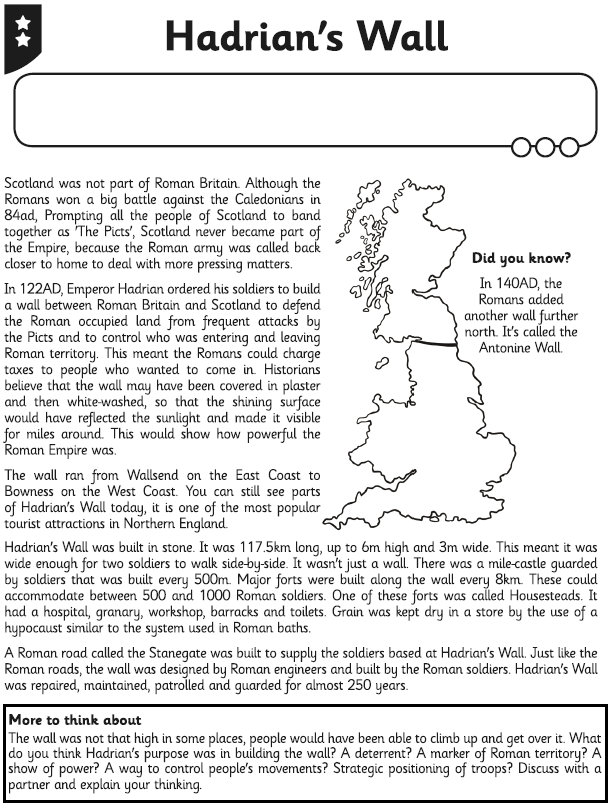 Hadrian's Wall
Scotland was not part of Roman Britain. Although the
Romans won a big battle against the Caledonians in
84ad, Prompting all the people of Scotland to band
together as 'The Picts', Scotland never became part of
the Empire, because the Roman army was called back
closer to home to deal with more pressing matters.
In 122AD, Emperor Hadrian ordered his soldiers to build
a wall between Roman Britain and Scotland to defend
the Roman occupied land from frequent attacks by
the Picts and to control who was entering and leaving
Roman territory. This meant the Romans could charge
taxes to people who wanted to come in. Historians
believe that the wall may have been covered in plaster
and then white-washed, so that the shining surface
would have reflected the sunlight and made it visible
for miles around. This would show how powerful the
Roman Empire was.
The wall ran from Wallsend on the East Coast to
Bowness on the West Coast. You can still see parts
of Hadrian's Wall today, it is one of the most popular
tourist attractions in Northern England.
Did you know?
In 140AD, the
Romans added
another wall further
north. It's called the
Antonine Wall.
Hadrian's Wall was built in stone. It was 117.5km long, up to 6m high and 3m wide. This meant it was
wide enough for two soldiers to walk side-by-side. It wasn't just a wall. There was a mile-castle guarded
by soldiers that was built every 500m. Major forts were built along the wall every 8km. These could
accommodate between 500 and 1000 Roman soldiers. One of these forts was called Housesteads. It
had a hospital, granary, workshop, barracks and toilets. Grain was kept dry in a store by the use of a
hypocaust similar to the system used in Roman baths.
A Roman road called the Stanegate was built to supply the soldiers based at Hadrian's Wall. Just like the
Roman roads, the wall was designed by Roman engineers and built by the Roman soldiers. Hadrian's Wall
was repaired, maintained, patrolled and guarded for almost 250 years.
More to think about
The wall was not that high in some places, people would have been able to climb up and get over it. What
do you think Hadrian's purpose was in building the wall? A deterrent? A marker of Roman territory? A
show of power? A way to control people's movements? Strategic positioning of troops? Discuss with a
partner and explain your thinking.